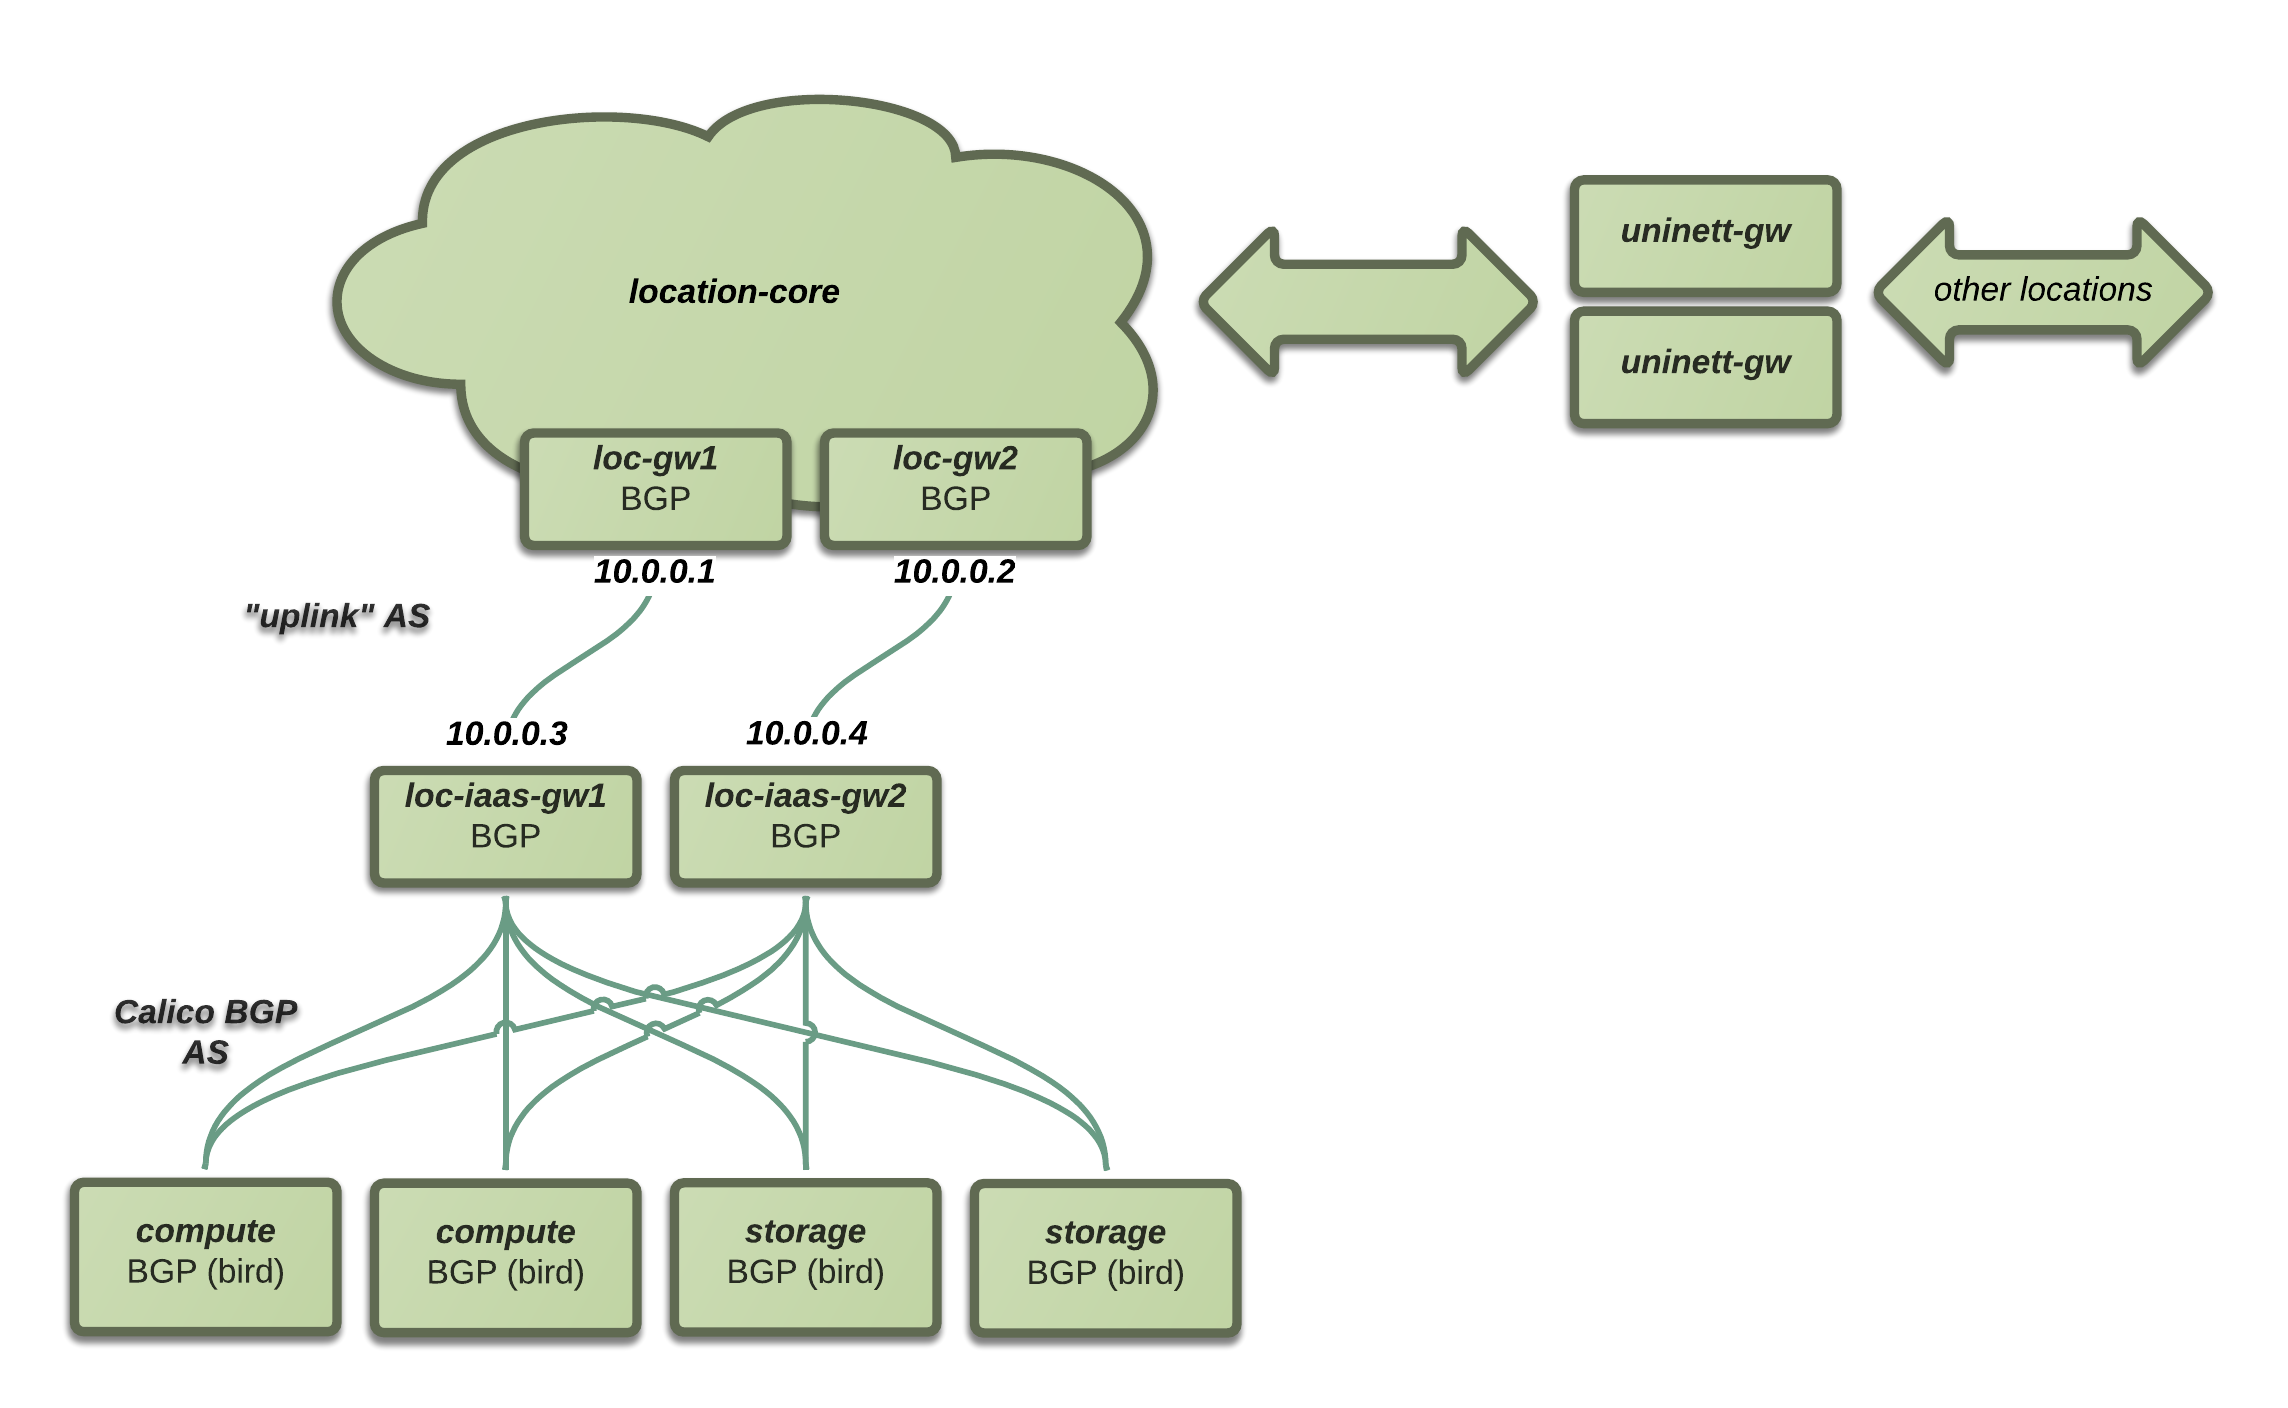 location-core
uninett-gw
uninett-gw
other locations
loc-gw1
BGP
loc-gw2
BGP
10.0.0.1
10.0.0.2
"uplink" AS
10.0.0.3
10.0.0.4
loc-iaas-gw1
BGP
loc-iaas-gw2
BGP
Calico BGP
AS
compute
BGP (bird)
compute
BGP (bird)
storage
BGP (bird)
storage
BGP (bird)